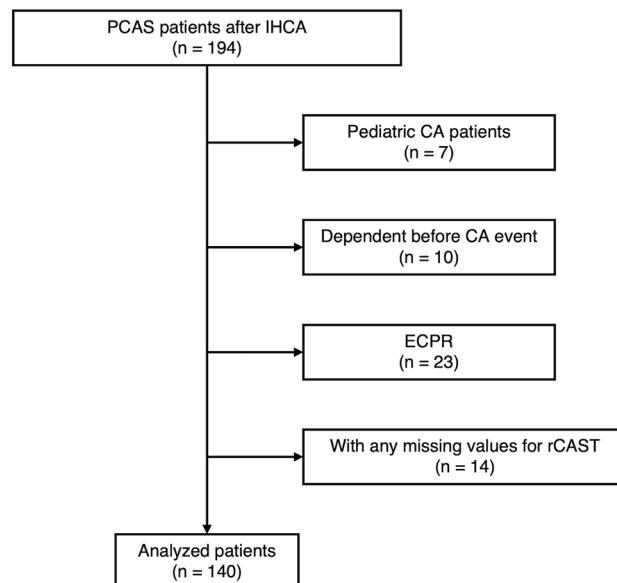 PCAS patients after IHCA
(n = 194)
Pediatric CA patients
(n = 7)
Dependent before CA event
(n = 10)
ECPR
(n = 23)
With any missing values for rCAST
(n = 14)
Analyzed patients
(n = 140)